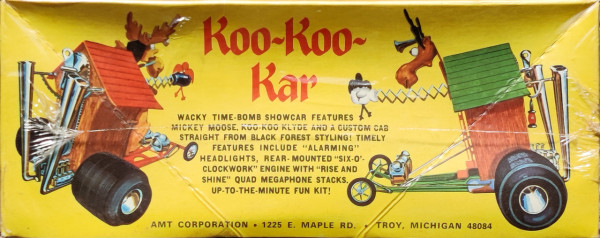 Koo-Koo-
Kar
WACKY TIME-BOMB SHOWCAR FEATURES
MICKEY MOOSE, KOO-KOO KLYDE AND A CUSTOM CAB
STRAIGHT FROM BLACK FOREST STYLING! TIMELY
FEATURES INCLUDE "ALARMING"
HEADLIGHTS, REAR-MOUNTED "SIX-O'-
CLOCKWORK" ENGINE WITH "RISE AND
SHINE" QUAD MEGAPHONE STACKS.
UP-TO-THE-MINUTE FUN KIT!
AMT CORPORATION • 1225 E. MAPLE RD. • TROY, MICHIGAN 48084